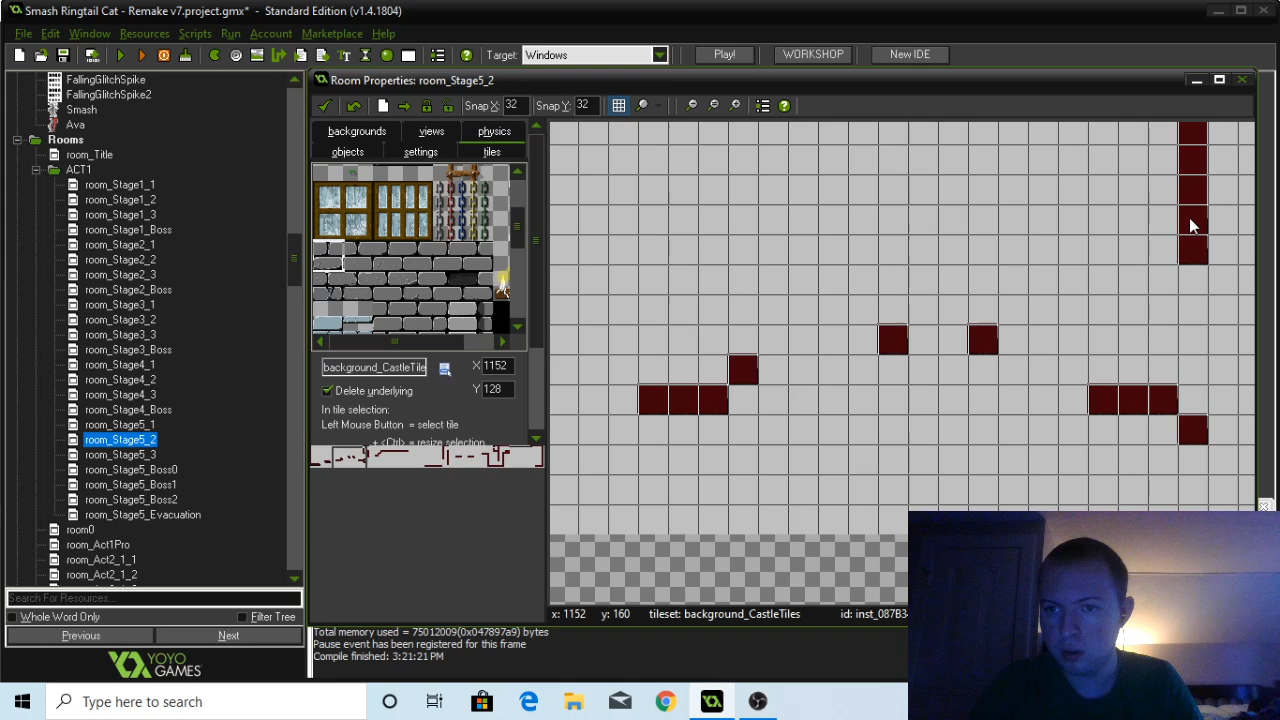 Smash Ringtail Cat - Remake v7.project.gmx* - Standard Edition (v1.4.1804)
File Edit Window Resources Scripts Run Account Marketplace Help
Target: Windows Play! WORKSHOP New IDE
FallingGlitchSpike
FallingGlitchSpike2
Smash
Ava
Rooms
room_Title
ACT1
room_Stage1_1
room_Stage1_2
room_Stage1_3
room_Stage1_Boss
room_Stage2_1
room_Stage2_2
room_Stage2_3
room_Stage2_Boss
room_Stage3_1
room_Stage3_2
room_Stage3_3
room_Stage3_Boss
room_Stage4_1
room_Stage4_2
room_Stage4_3
room_Stage4_Boss
room_Stage5_1
room_Stage5_2
room_Stage5_3
room_Stage5_Boss0
room_Stage5_Boss1
room_Stage5_Boss2
room_Stage5_Evacuation
room0
room_Act1Pro
room_Act2_1_1
room_Act2_1_2
Search For Resources...
Whole Word Only Filter Tree
Previous Next
YOYO
GAMES
Room Properties: room_Stage5_2
Snap X: 32 Snap Y: 32
backgrounds views physics
objects settings tiles
background_CastleTile X 1152
Delete underlying Y 128
In tile selection:
Left Mouse Button = select tile
+ <Ctrl> = resize selection
x: 1152 y: 160 tileset: background_CastleTiles id: inst_087B3
Total memory used = 75012009(0x047897a9) bytes
Pause event has been registered for this frame
Compile finished: 3:21:21 PM
Type here to search